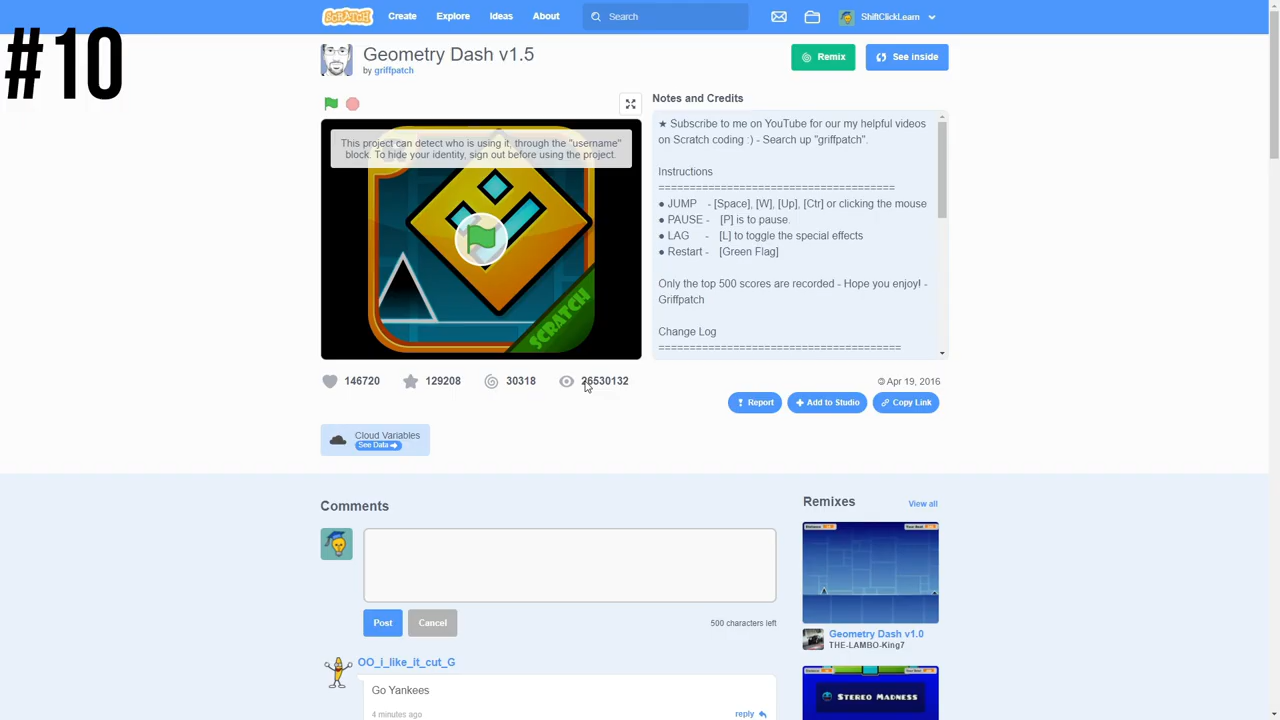 #10
SCRATCH
Create
Explore
Ideas
About
Search
ShiftClickLearn
Geometry Dash v1.5
by griffpatch
Remix
See inside
Notes and Credits
This project can detect who is using it, through the "username"
block. To hide your identity, sign out before using the project.
SCRATCH
★ Subscribe to me on YouTube for our my helpful videos
on Scratch coding :) - Search up "griffpatch".
Instructions
=====================================
● JUMP - [Space], [W], [Up], [Ctr] or clicking the mouse
● PAUSE - [P] is to pause.
● LAG - [L] to toggle the special effects
● Restart - [Green Flag]
Only the top 500 scores are recorded - Hope you enjoy! -
Griffpatch
Change Log
======================================
146720
129208
30318
26530132
© Apr 19, 2016
Report
Add to Studio
Copy Link
Cloud Variables
See Data
Comments
Post
Cancel
500 characters left
OO_i_like_it_cut_G
Go Yankees
4 minutes ago
reply
Remixes
View all
Geometry Dash v1.0
THE-LAMBO-King7
STEREO MADNESS